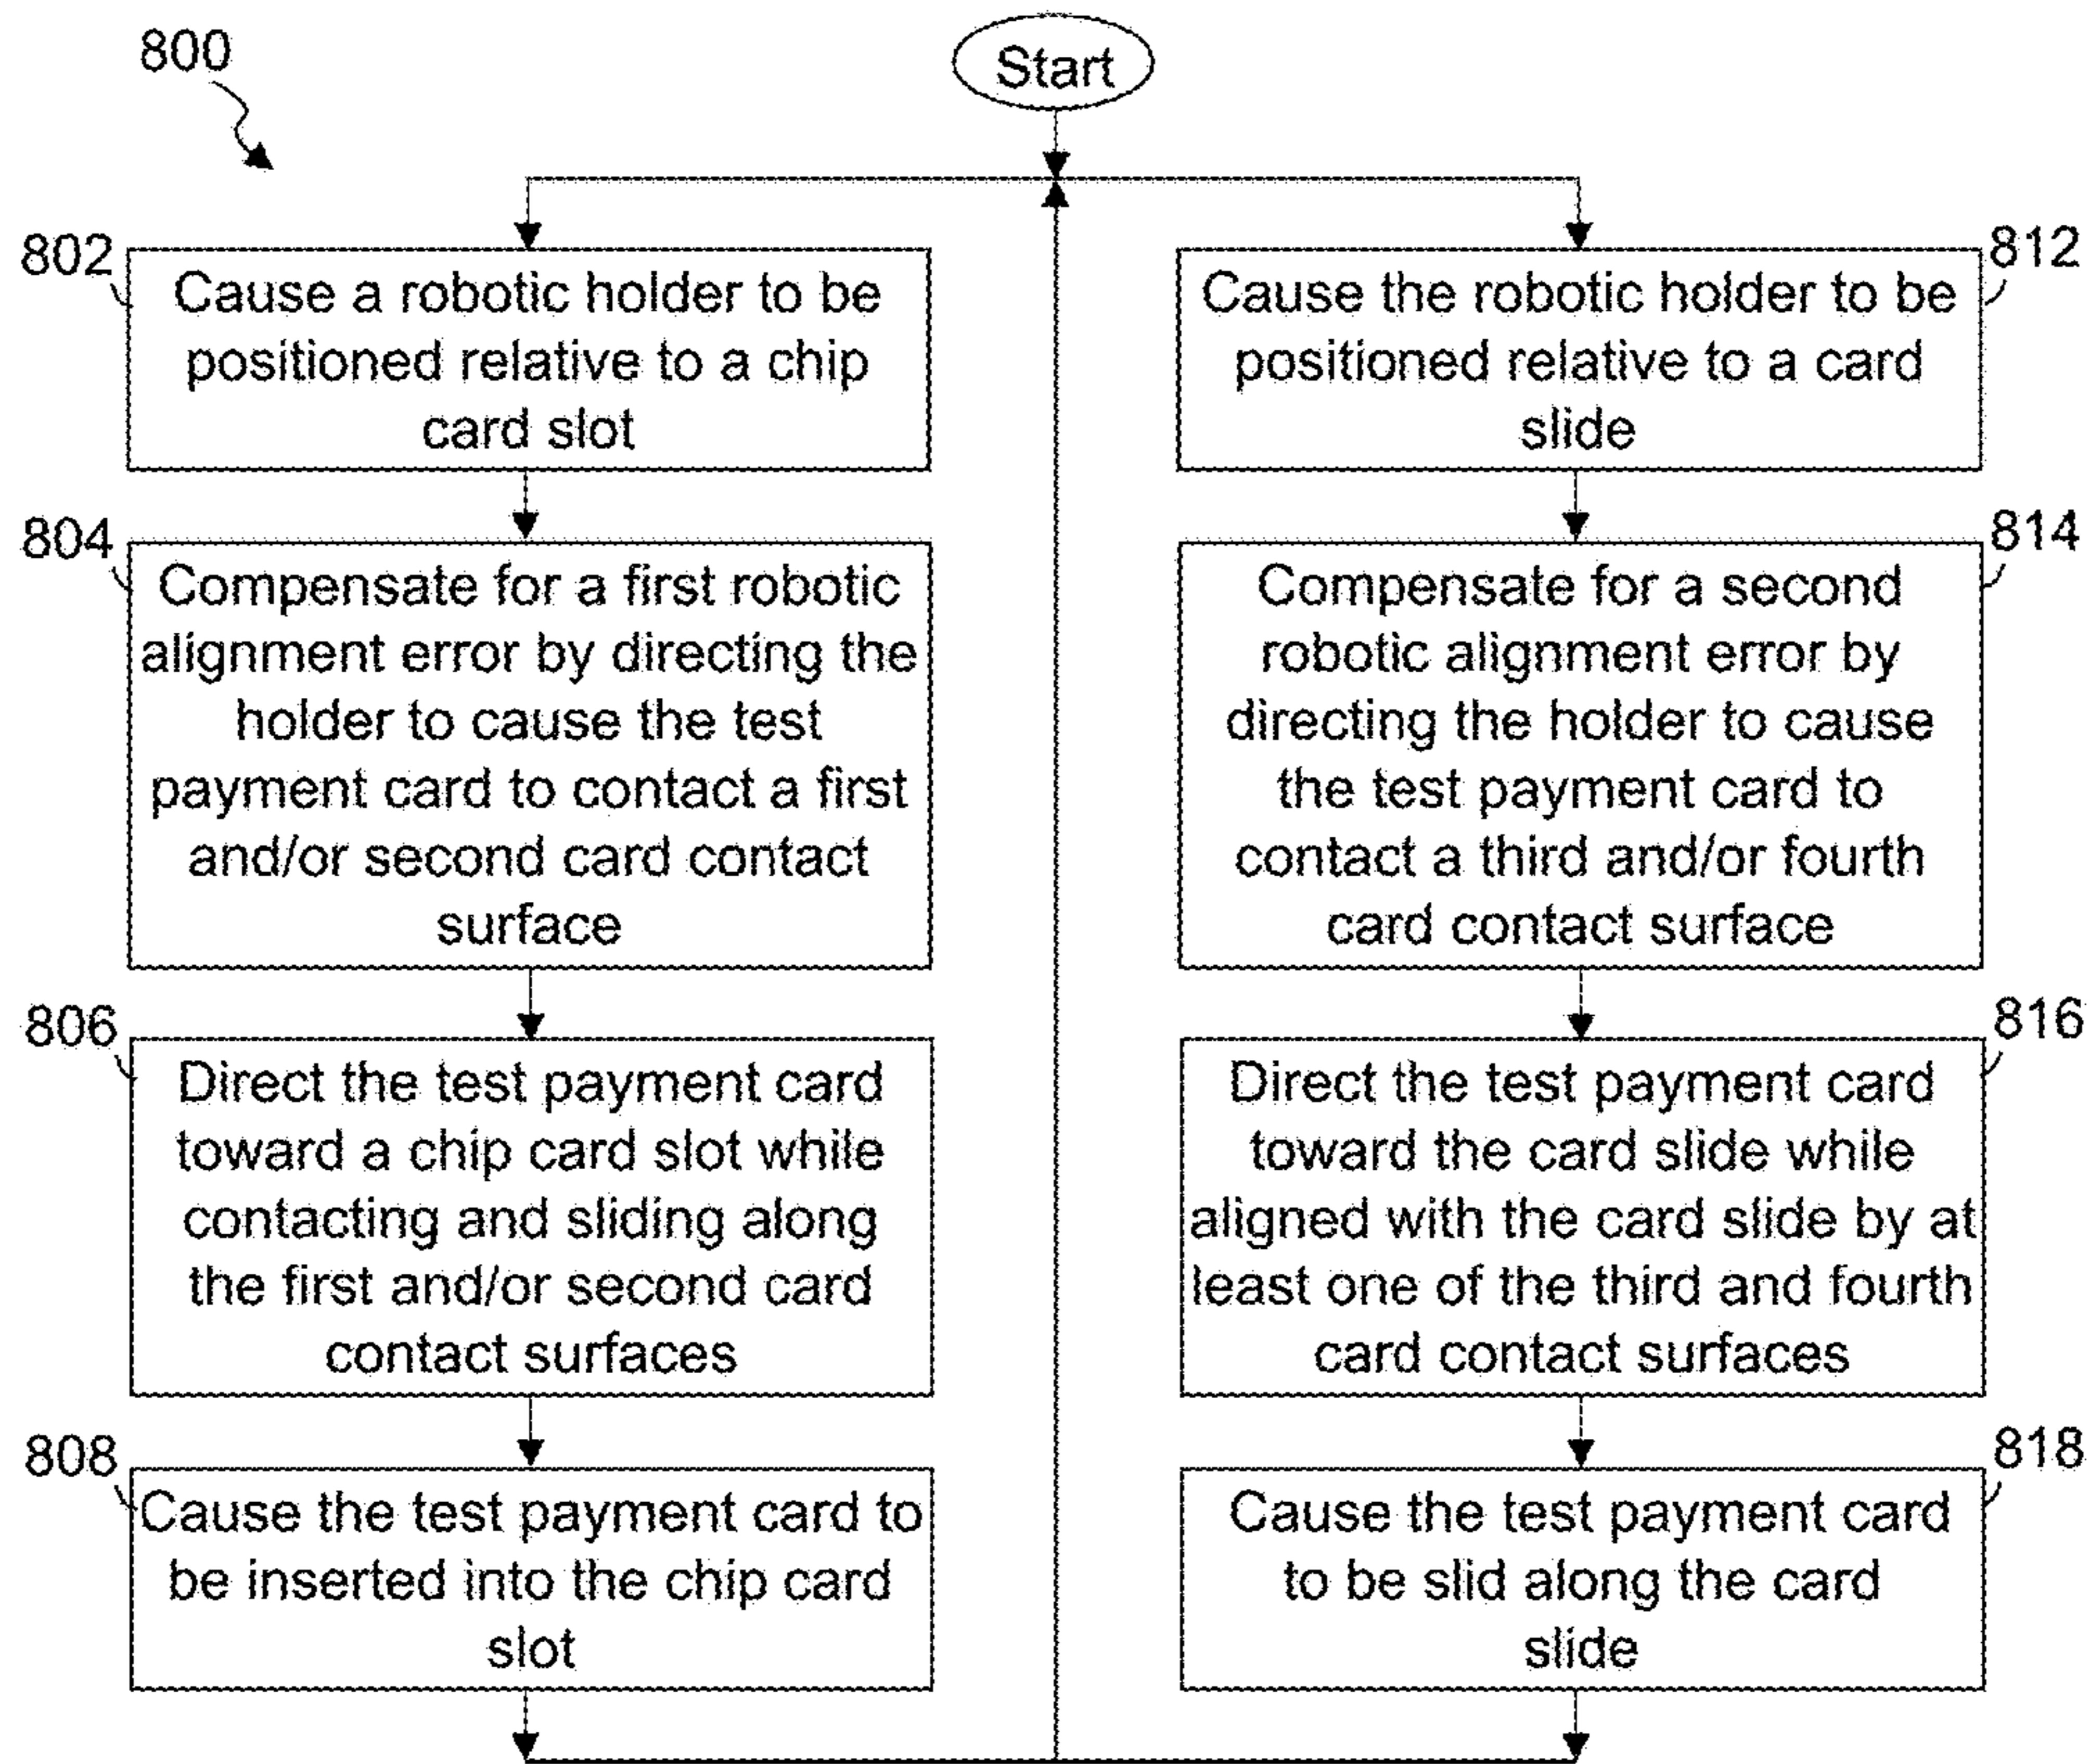 800
Start
802
Cause a robotic holder to be
positioned relative to a chip
card slot
804
Compensate for a first robotic
alignment error by directing the
holder to cause the test
payment card to contact a first
and/or second card contact
surface
806
Direct the test payment card
toward a chip card slot while
contacting and sliding along
the first and/or second card
contact surfaces
808
Cause the test payment card to
be inserted into the chip card
slot
812
Cause the robotic holder to be
positioned relative to a card
slide
814
Compensate for a second
robotic alignment error by
directing the holder to cause
the test payment card to
contact a third and/or fourth
card contact surface
816
Direct the test payment card
toward the card slide while
aligned with the card slide by at
least one of the third and fourth
card contact surfaces
818
Cause the test payment card
to be slid along the card
slide